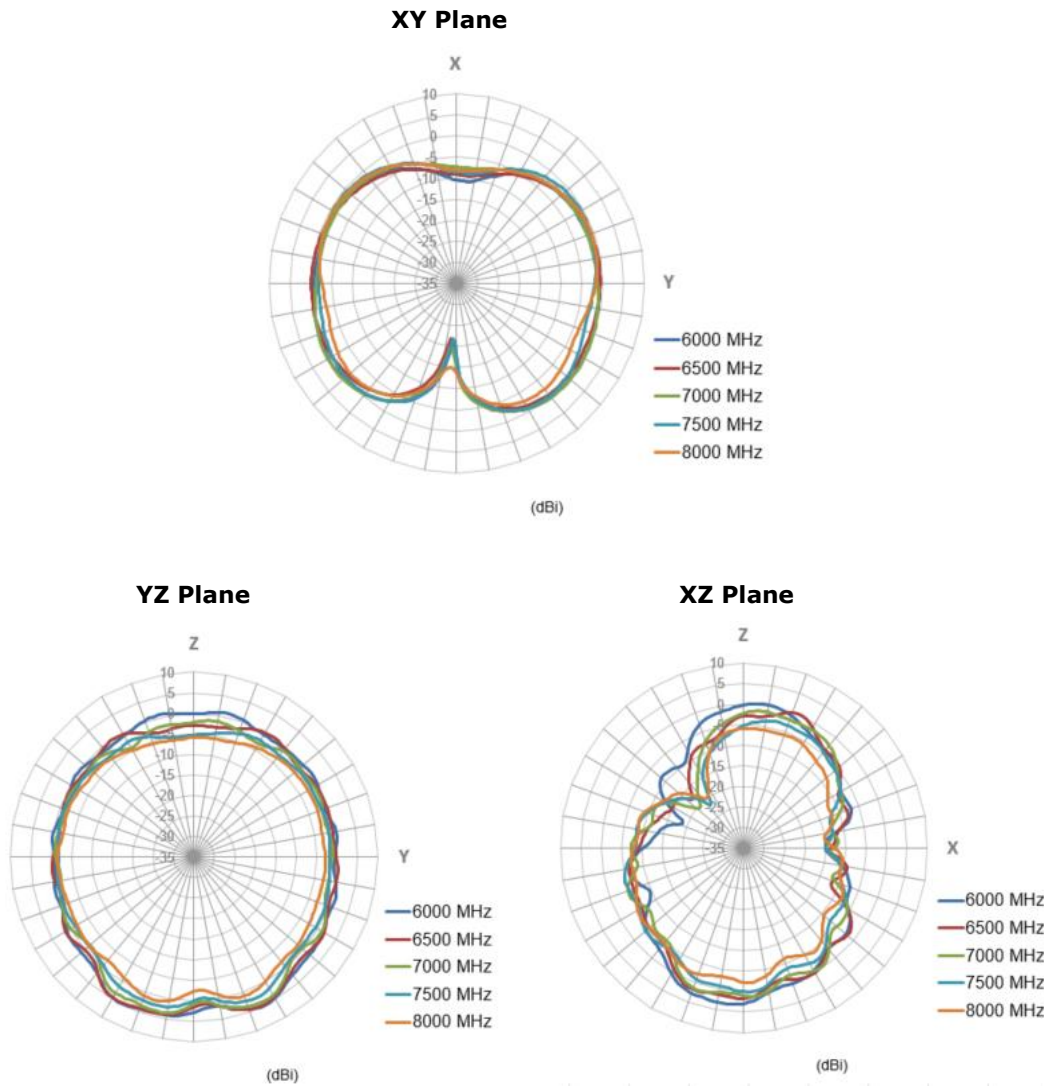 XY Plane
X
10
5
0
-5
-10
-15
-20
-25
-30
-35
Y
6000 MHz
6500 MHz
7000 MHz
7500 MHz
8000 MHz
(dBi)
YZ Plane
Z
10
5
0
-5
-10
-15
-20
-25
-30
-35
Y
6000 MHz
6500 MHz
7000 MHz
7500 MHz
8000 MHz
(dBi)
XZ Plane
Z
10
5
0
-5
-10
-15
-20
-25
-30
-35
X
6000 MHz
6500 MHz
7000 MHz
7500 MHz
8000 MHz
(dBi)